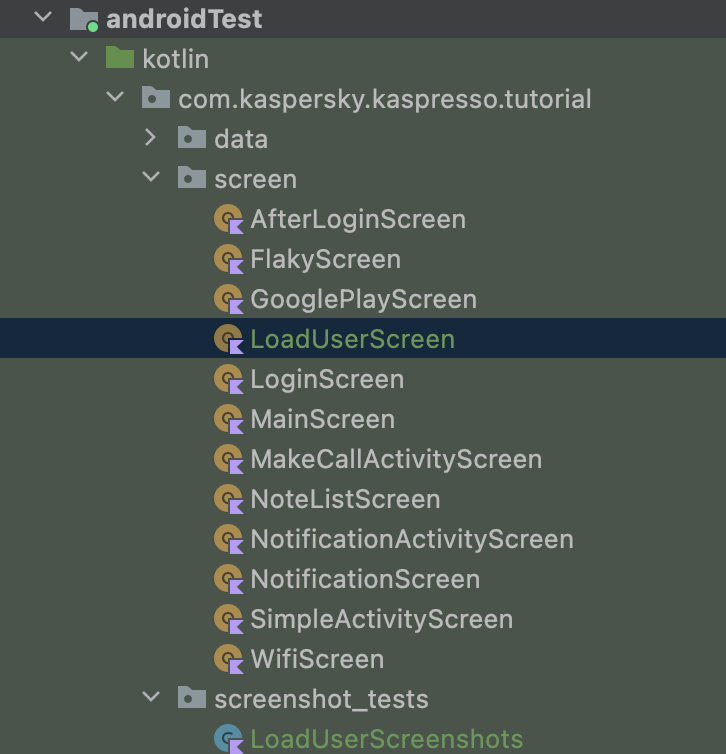 androidTest
kotlin
com.kaspersky.kaspresso.tutorial
data
screen
AfterLoginScreen
FlakyScreen
GooglePlayScreen
LoadUserScreen
LoginScreen
MainScreen
MakeCallActivityScreen
NoteListScreen
NotificationActivityScreen
NotificationScreen
SimpleActivityScreen
WifiScreen
screenshot_tests
LoadUserScreenshots